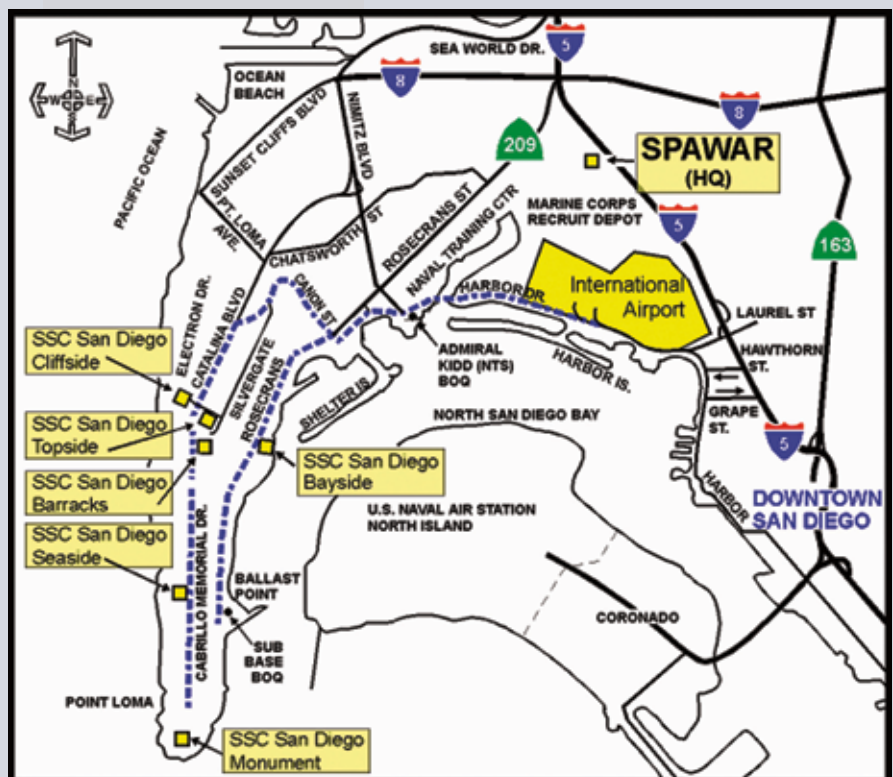 SEA WORLD DR.
5
OCEAN
BEACH
8
N
W
E
S
SUNSET CLIFFS BLVD
NIMITZ BLVD
8
209
SPAWAR
(HQ)
PACIFIC OCEAN
PT. LOMA
AVE.
CHATSWORTH ST
ROSECRANS ST
NAVAL TRAINING CTR
MARINE CORPS
RECRUIT DEPOT
5
163
CANON ST
HARBOR DR.
International
Airport
LAUREL ST
ELECTRON DR.
CATALINA BLVD
SSC San Diego
Cliffside
SILVERGATE
ROSECRANS
SHELTER IS.
ADMIRAL
KIDD (NTS)
BOQ
HARBOR IS.
HAWTHORN
ST.
GRAPE
ST.
5
SSC San Diego
Topside
NORTH SAN DIEGO BAY
SSC San Diego
Bayside
SSC San Diego
Barracks
U.S. NAVAL AIR STATION
NORTH ISLAND
HARBOR
DOWNTOWN
SAN DIEGO
SSC San Diego
Seaside
CABRILLO MEMORIAL DR.
BALLAST
POINT
SUB
BASE
BOQ
CORONADO
POINT LOMA
SSC San Diego
Monument